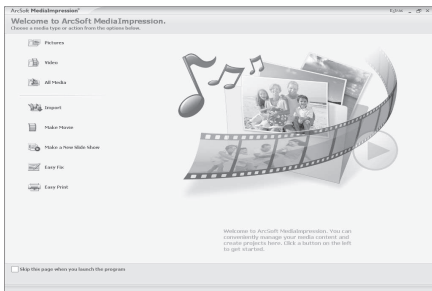 ArcSoft MediaImpression
Welcome to ArcSoft MediaImpression.
Choose a media type or action from the options below.
Pictures
Video
All Media
Import
Make Movie
Make a New Slide Show
Easy Fix
Easy Print
Welcome to ArcSoft MediaImpression. You can
conveniently manage your media content and
create projects here. Click a button on the left
to get started.
Skip this page when you launch the program